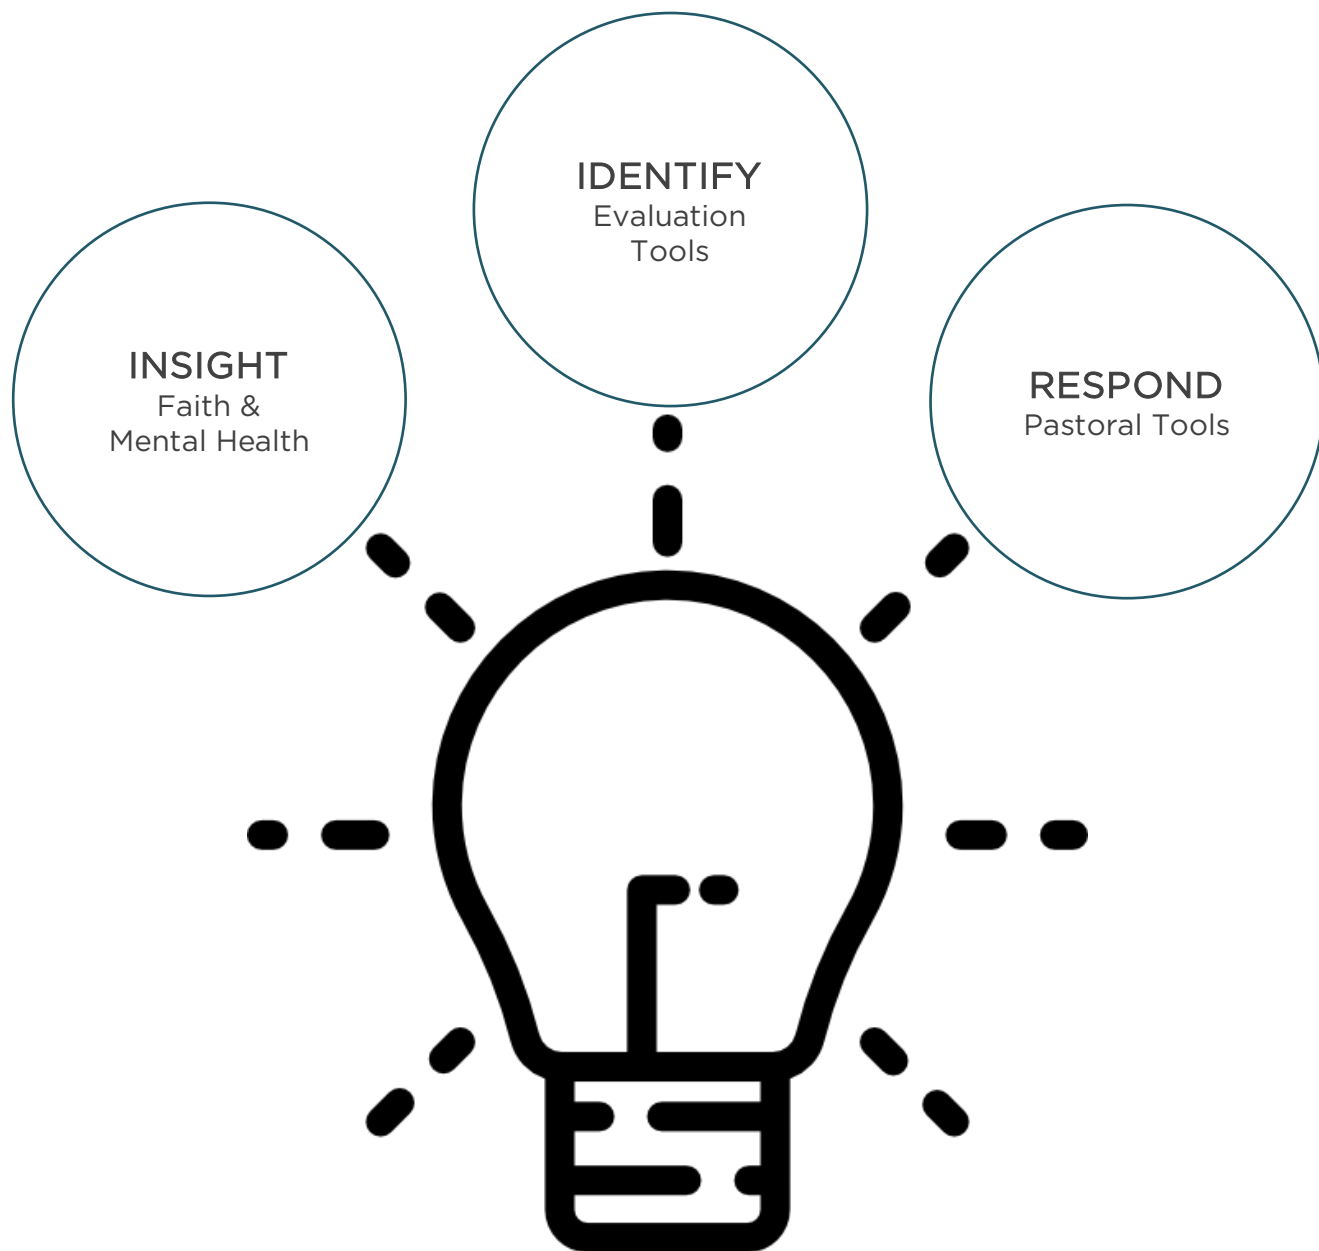 INSIGHT
Faith &
Mental Health
IDENTIFY
Evaluation
Tools
RESPOND
Pastoral Tools